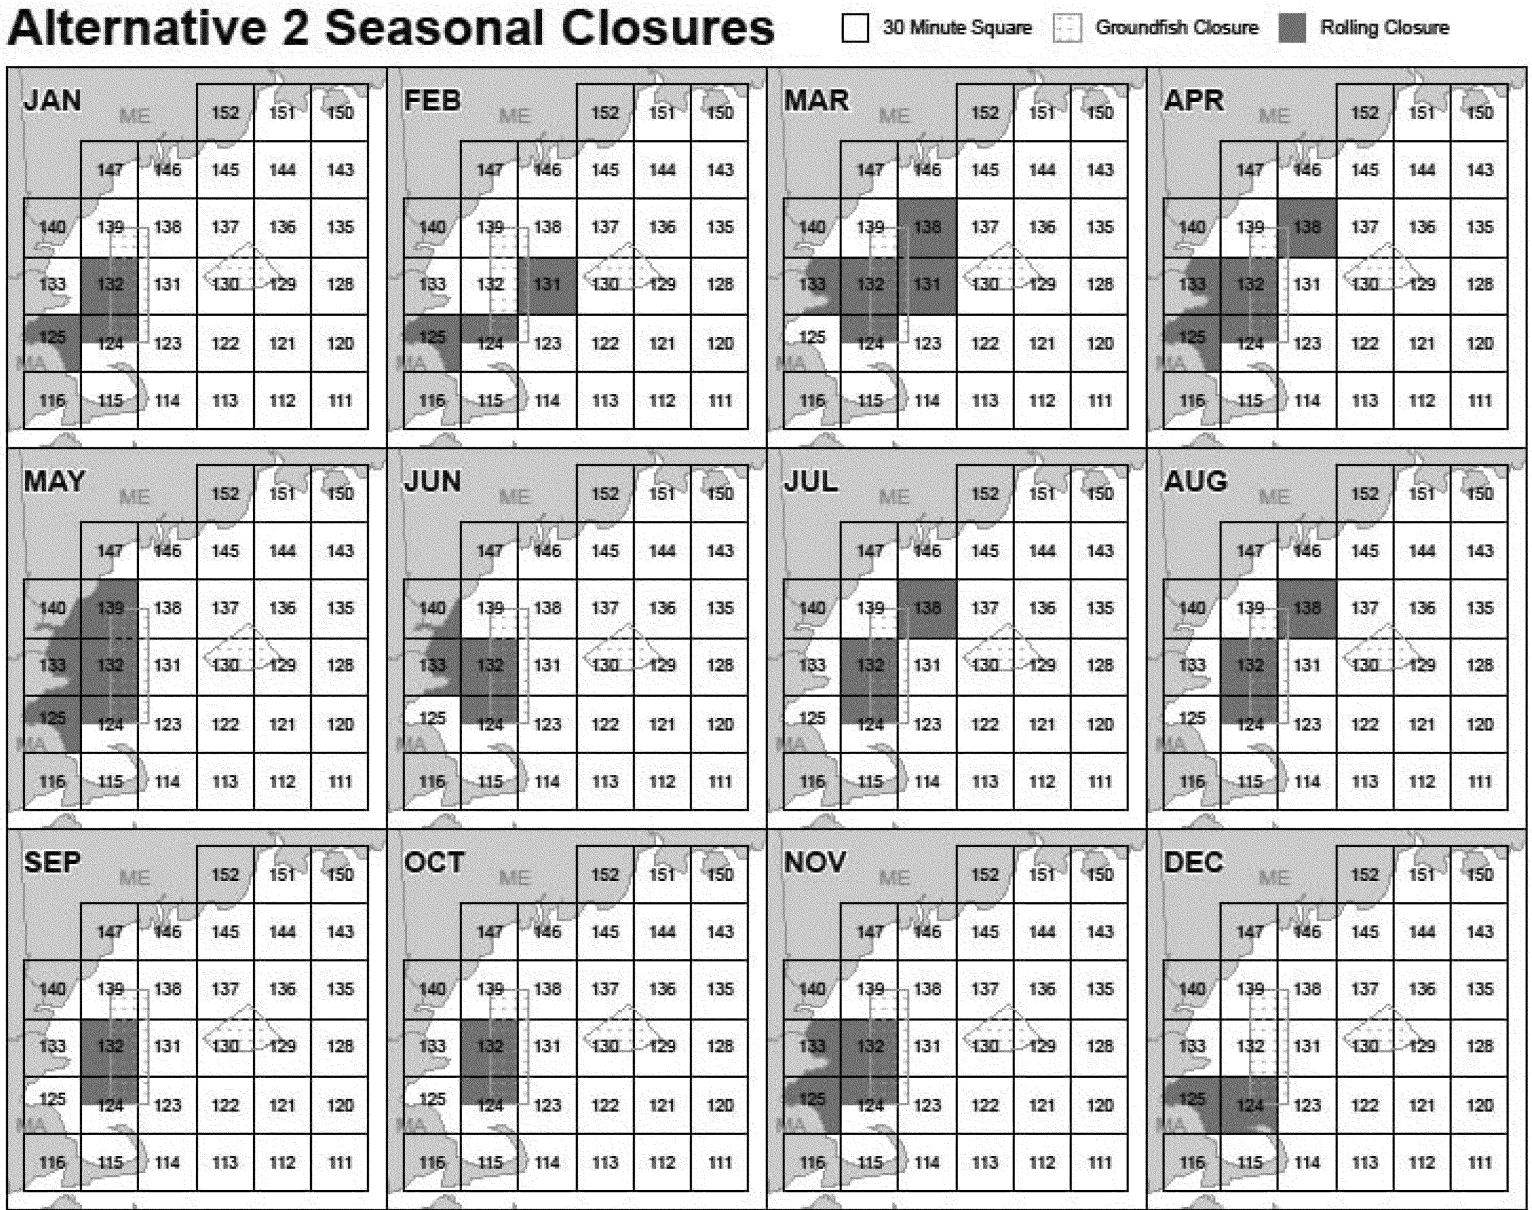 Alternative 2 Seasonal Closures
30 Minute Square Groundfish Closure Rolling Closure
JAN FEB MAR APR
ME 152 151 150 ME 152 151 150 ME 152 151 150 ME 152 151 150
147 146 145 144 143 147 146 145 144 143 147 146 145 144 143 147 146 145 144 143
140 139 138 137 136 135 140 139 138 137 136 135 140 139 138 137 136 135 140 139 138 137 136 135
133 132 131 130 129 128 133 132 131 130 129 128 133 132 131 130 129 128 133 132 131 130 129 128
125 124 123 122 121 120 125 124 123 122 121 120 125 124 123 122 121 120 125 124 123 122 121 120
MA MA MA MA
116 115 114 113 112 111 116 115 114 113 112 111 116 115 114 113 112 111 116 115 114 113 112 111
MAY JUN JUL AUG
ME 152 151 150 ME 152 151 150 ME 152 151 150 ME 152 151 150
147 146 145 144 143 147 146 145 144 143 147 146 145 144 143 147 146 145 144 143
140 139 138 137 136 135 140 139 138 137 136 135 140 139 138 137 136 135 140 139 138 137 136 135
133 132 131 130 129 128 133 132 131 130 129 128 133 132 131 130 129 128 133 132 131 130 129 128
125 124 123 122 121 120 125 124 123 122 121 120 125 124 123 122 121 120 125 124 123 122 121 120
MA MA MA MA
116 115 114 113 112 111 116 115 114 113 112 111 116 115 114 113 112 111 116 115 114 113 112 111
SEP OCT NOV DEC
ME 152 151 150 ME 152 151 150 ME 152 151 150 ME 152 151 150
147 146 145 144 143 147 146 145 144 143 147 146 145 144 143 147 146 145 144 143
140 139 138 137 136 135 140 139 138 137 136 135 140 139 138 137 136 135 140 139 138 137 136 135
133 132 131 130 129 128 133 132 131 130 129 128 133 132 131 130 129 128 133 132 131 130 129 128
125 124 123 122 121 120 125 124 123 122 121 120 125 124 123 122 121 120 125 124 123 122 121 120
MA MA MA MA
116 115 114 113 112 111 116 115 114 113 112 111 116 115 114 113 112 111 116 115 114 113 112 111